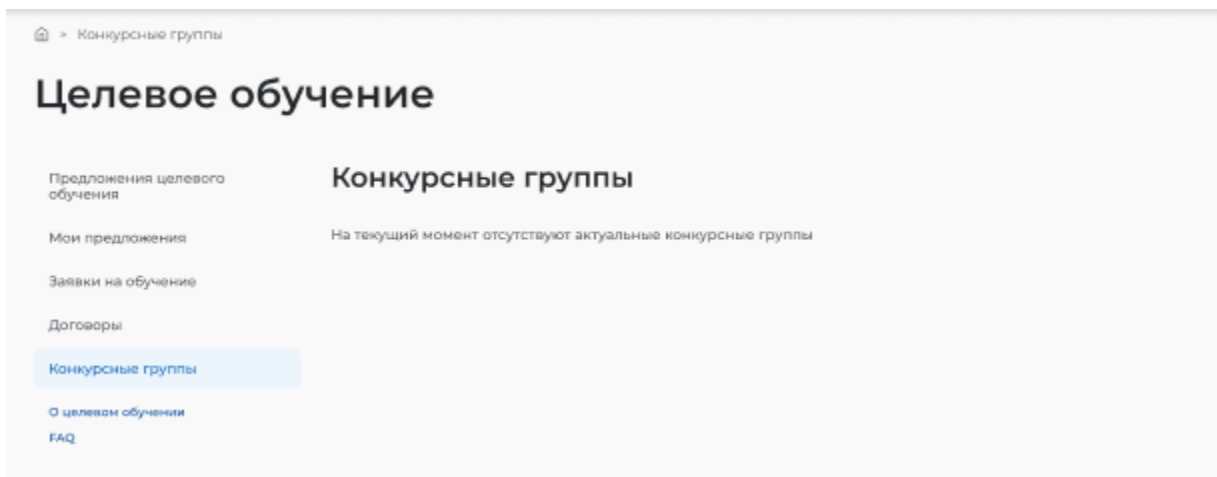 > Конкурсные группы
Целевое обучение
Предложения целевого
обучения
Мои предложения
Заявки на обучение
Договоры
Конкурсные группы
О целевом обучении
FAQ
Конкурсные группы
На текущий момент отсутствуют актуальные конкурсные группы